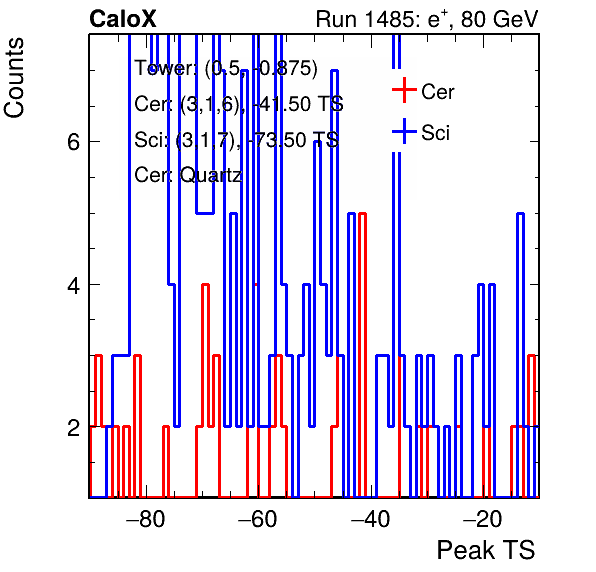 CaloX Run 1485: e+, 80 GeV
Counts
Tower: (0.5, -0.875)
Cer: (3,1,6), -41.50 TS
Sci: (3,1,7), -73.50 TS
Cer: Quartz
Cer
Sci
6
4
2
−80 −60 −40 −20
Peak TS